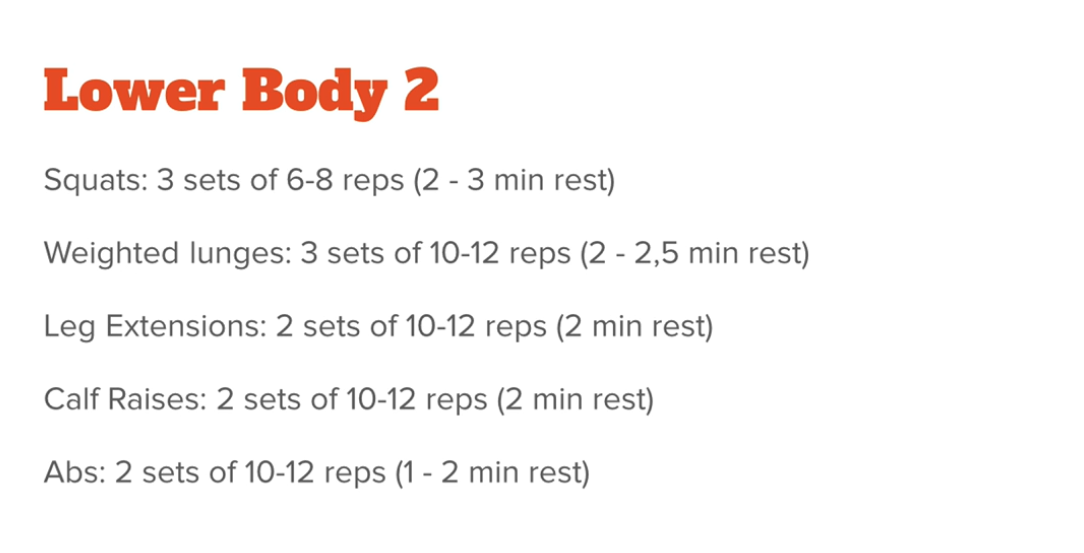 Lower Body 2
Squats: 3 sets of 6-8 reps (2 - 3 min rest)
Weighted lunges: 3 sets of 10-12 reps (2 - 2,5 min rest)
Leg Extensions: 2 sets of 10-12 reps (2 min rest)
Calf Raises: 2 sets of 10-12 reps (2 min rest)
Abs: 2 sets of 10-12 reps (1 - 2 min rest)